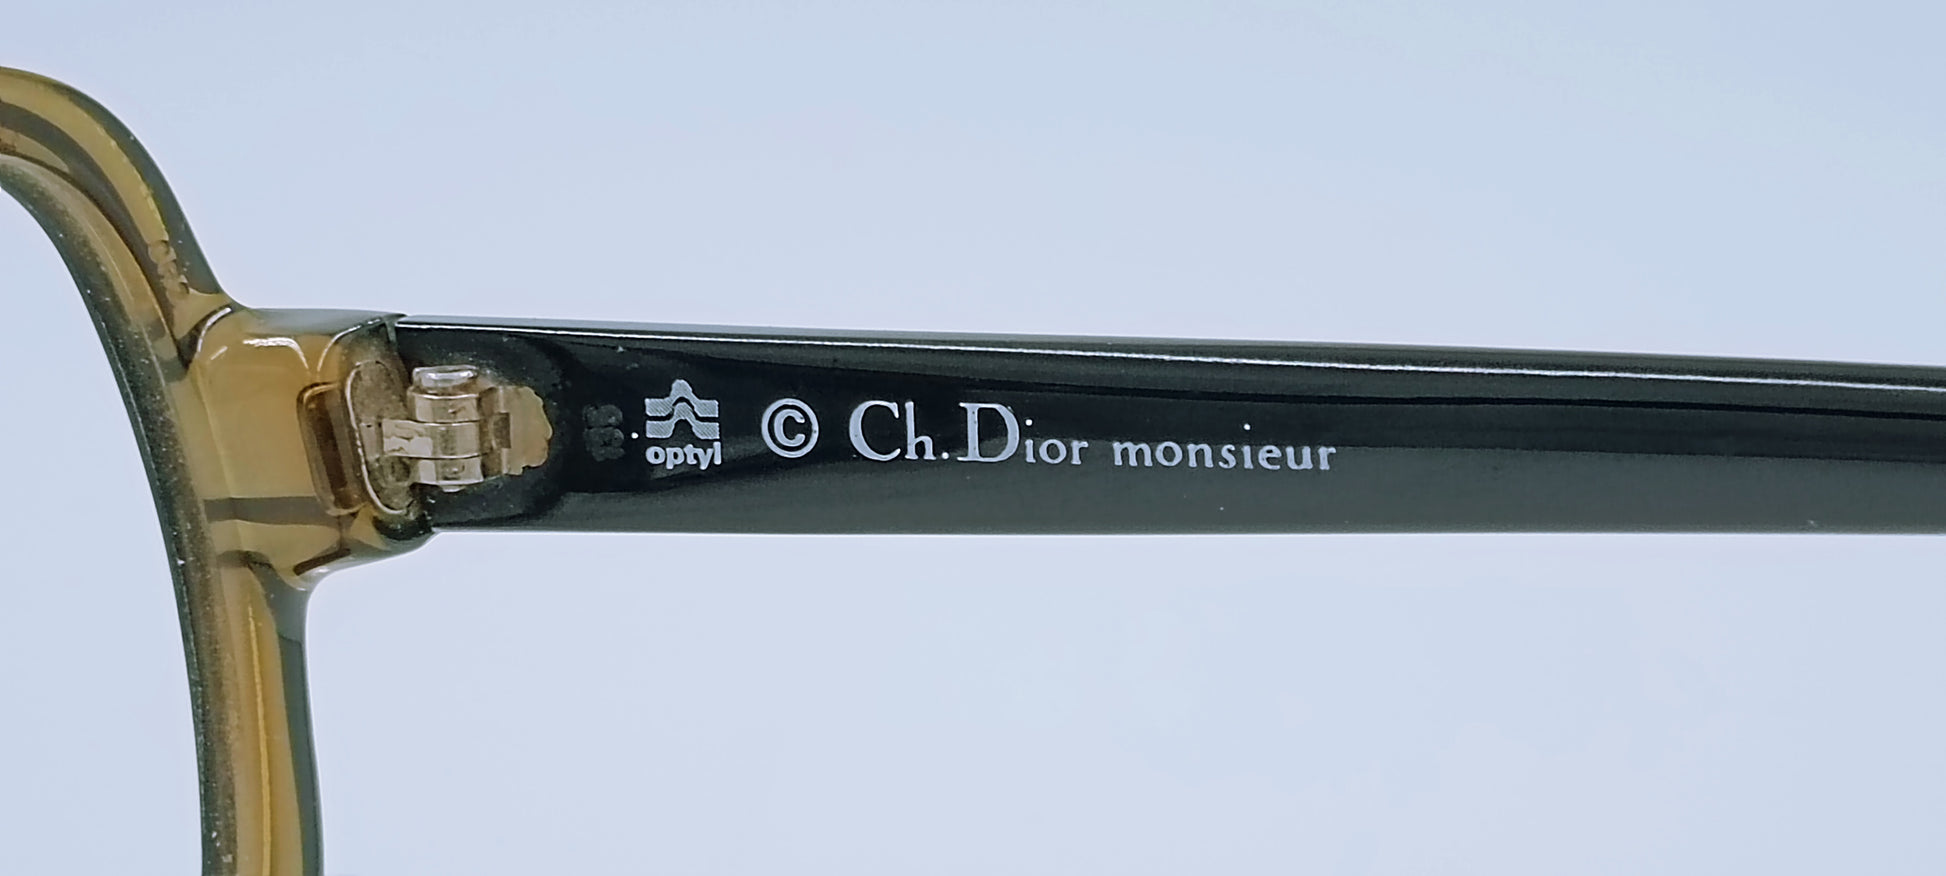 optyl © Ch.Dior monsieur